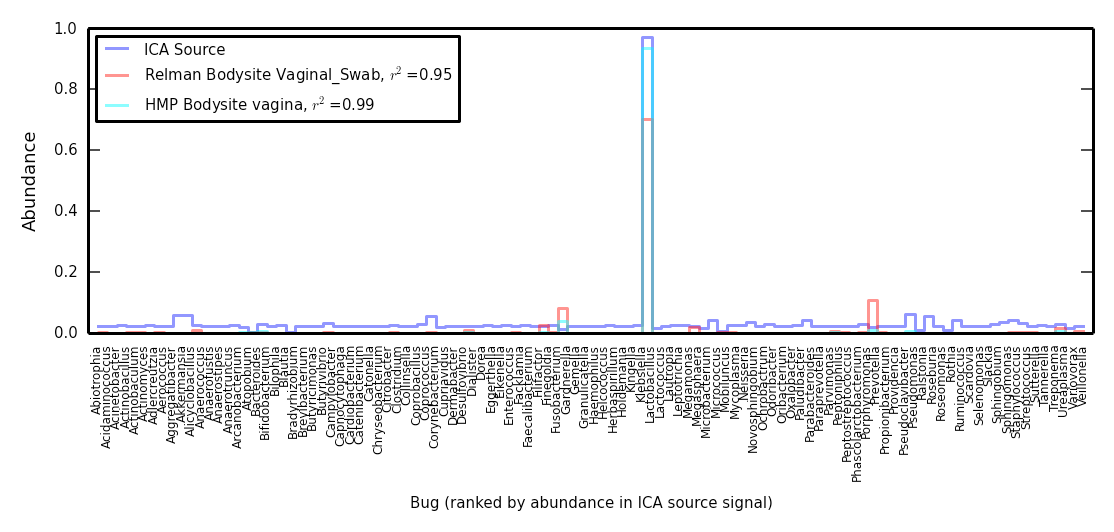 1.0
0.8
0.6
0.4
0.2
0.0
Abundance
ICA Source
Relman Bodysite Vaginal_Swab, r² =0.95
HMP Bodysite vagina, r² =0.99
Abiotrophia
Acidaminococcus
Acinetobacter
Actinobacillus
Actinobaculum
Actinomyces
Adlercreutzia
Aerococcus
Aggregatibacter
Akkermansia
Alicyclobacillus
Anaerococcus
Anaerofustis
Anaerostipes
Anaerotruncus
Arcanobacterium
Atopobium
Bacteroides
Bifidobacterium
Bilophila
Blautia
Bradyrhizobium
Brevibacterium
Butyricimonas
Butyrivibrio
Campylobacter
Capnocytophaga
Cardiobacterium
Catenibacterium
Catonella
Chryseobacterium
Citrobacter
Clostridium
Collinsella
Coprobacillus
Coprococcus
Corynebacterium
Cupriavidus
Dermabacter
Desulfovibrio
Dialister
Dorea
Eggerthella
Eikenella
Enterococcus
Facklamia
Faecalibacterium
Filifactor
Finegoldia
Fusobacterium
Gardnerella
Gemella
Granulicatella
Haemophilus
Helicobacter
Herbaspirillum
Holdemania
Kingella
Klebsiella
Lactobacillus
Lactococcus
Lautropia
Leptotrichia
Megamonas
Megasphaera
Microbacterium
Micrococcus
Mobiluncus
Mycoplasma
Neisseria
Novosphingobium
Ochrobactrum
Odoribacter
Oribacterium
Oxalobacter
Paludibacter
Parabacteroides
Paraprevotella
Parvimonas
Peptoniphilus
Peptostreptococcus
Phascolarctobacterium
Porphyromonas
Prevotella
Propionibacterium
Providencia
Pseudoclavibacter
Pseudomonas
Ralstonia
Roseburia
Roseomonas
Rothia
Ruminococcus
Scardovia
Selenomonas
Slackia
Sphingobium
Sphingomonas
Staphylococcus
Streptococcus
Sutterella
Tannerella
Treponema
Ureaplasma
Variovorax
Veillonella
Bug (ranked by abundance in ICA source signal)